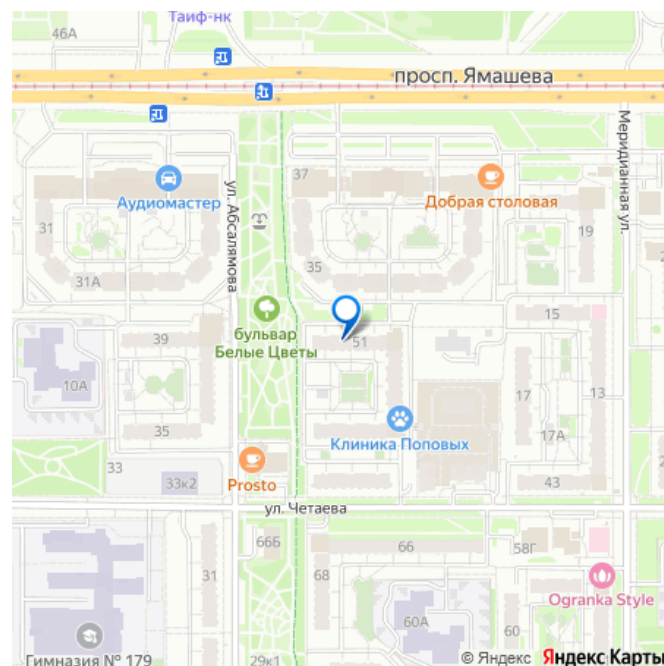 46А
Таиф-нк
просп. Ямашева
Меридианная ул.
ул. Абсалямова
Аудиомастер
37
Добрая столовая
31
19
35
31А
бульвар
Белые Цветы
15
39
51
10А
17
13
35
Клиника Поповых
17А
33
33к2
Prosto
43
ул. Четаева
66Б
66
58Г
31
68
Ogranka Style
60А
60
Гимназия № 179
29к1
© Яндекс Яндекс Карты